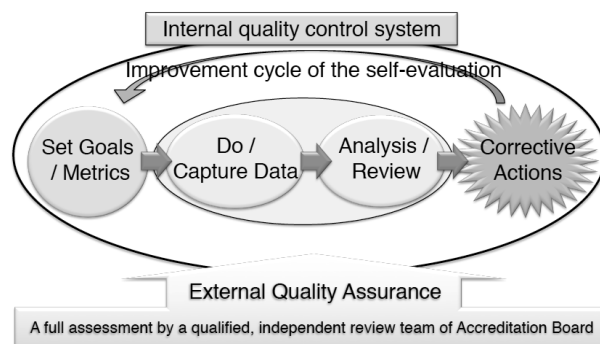 Internal quality control system
Improvement cycle of the self-evaluation
Set Goals
/ Metrics
Do /
Capture Data
Analysis /
Review
Corrective
Actions
External Quality Assurance
A full assessment by a qualified, independent review team of Accreditation Board